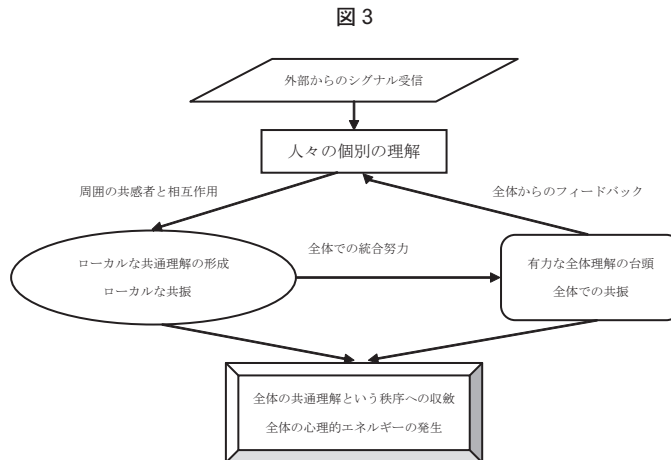 図 3
外部からのシグナル受信
人々の個別の理解
周囲の共感者と相互作用
全体からのフィードバック
ローカルな共通理解の形成
ローカルな共振
全体での統合努力
有力な全体理解の台頭
全体での共振
全体の共通理解という秩序への収斂
全体の心理的エネルギーの発生